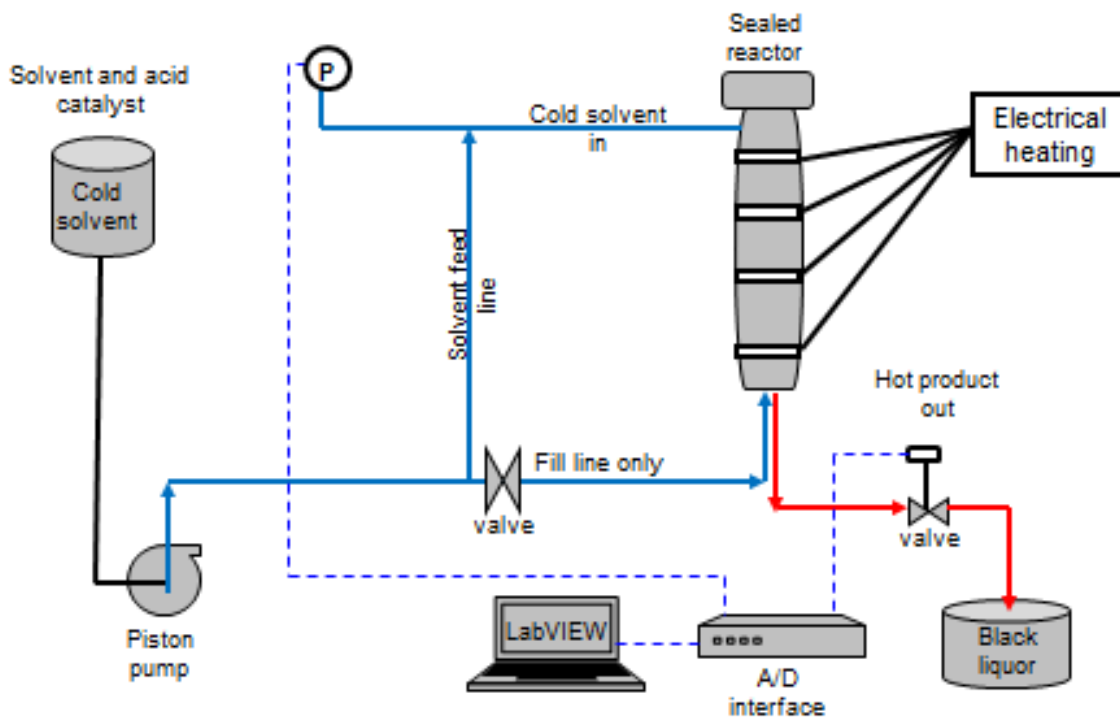 Sealed
reactor
P
Solvent and acid
catalyst
Cold solvent
in
Electrical
heating
Cold
solvent
Solvent feed
line
Hot product
out
Fill line only
valve
valve
Piston
pump
LabVIEW
A/D
interface
Black
liquor